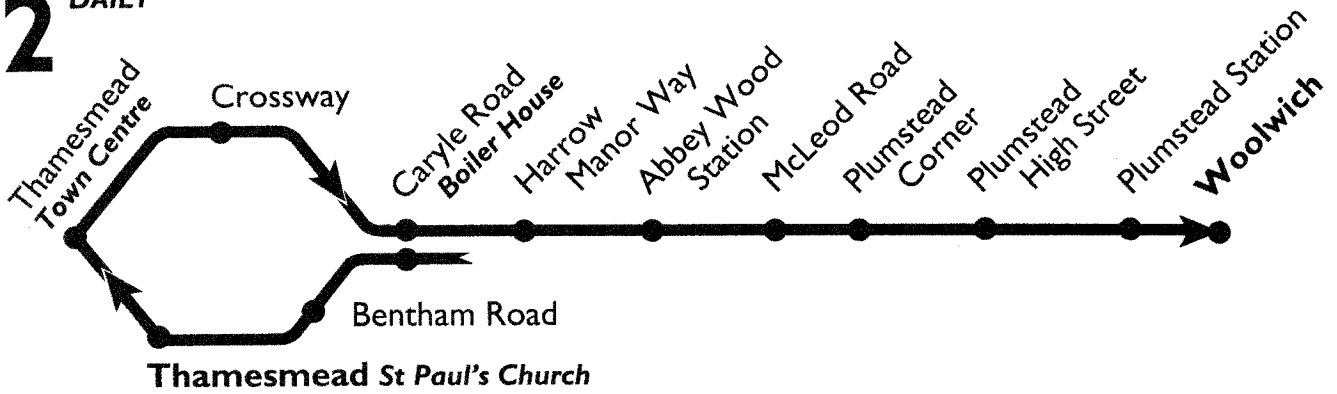 2 DAILY
Thamesmead
Town Centre
Crossway
Caryle Road
Boiler House
Harrow
Manor Way
Abbey Wood
Station
McLeod Road
Plumstead
Corner
Plumstead
High Street
Plumstead Station
Woolwich
Bentham Road
Thamesmead St Paul's Church